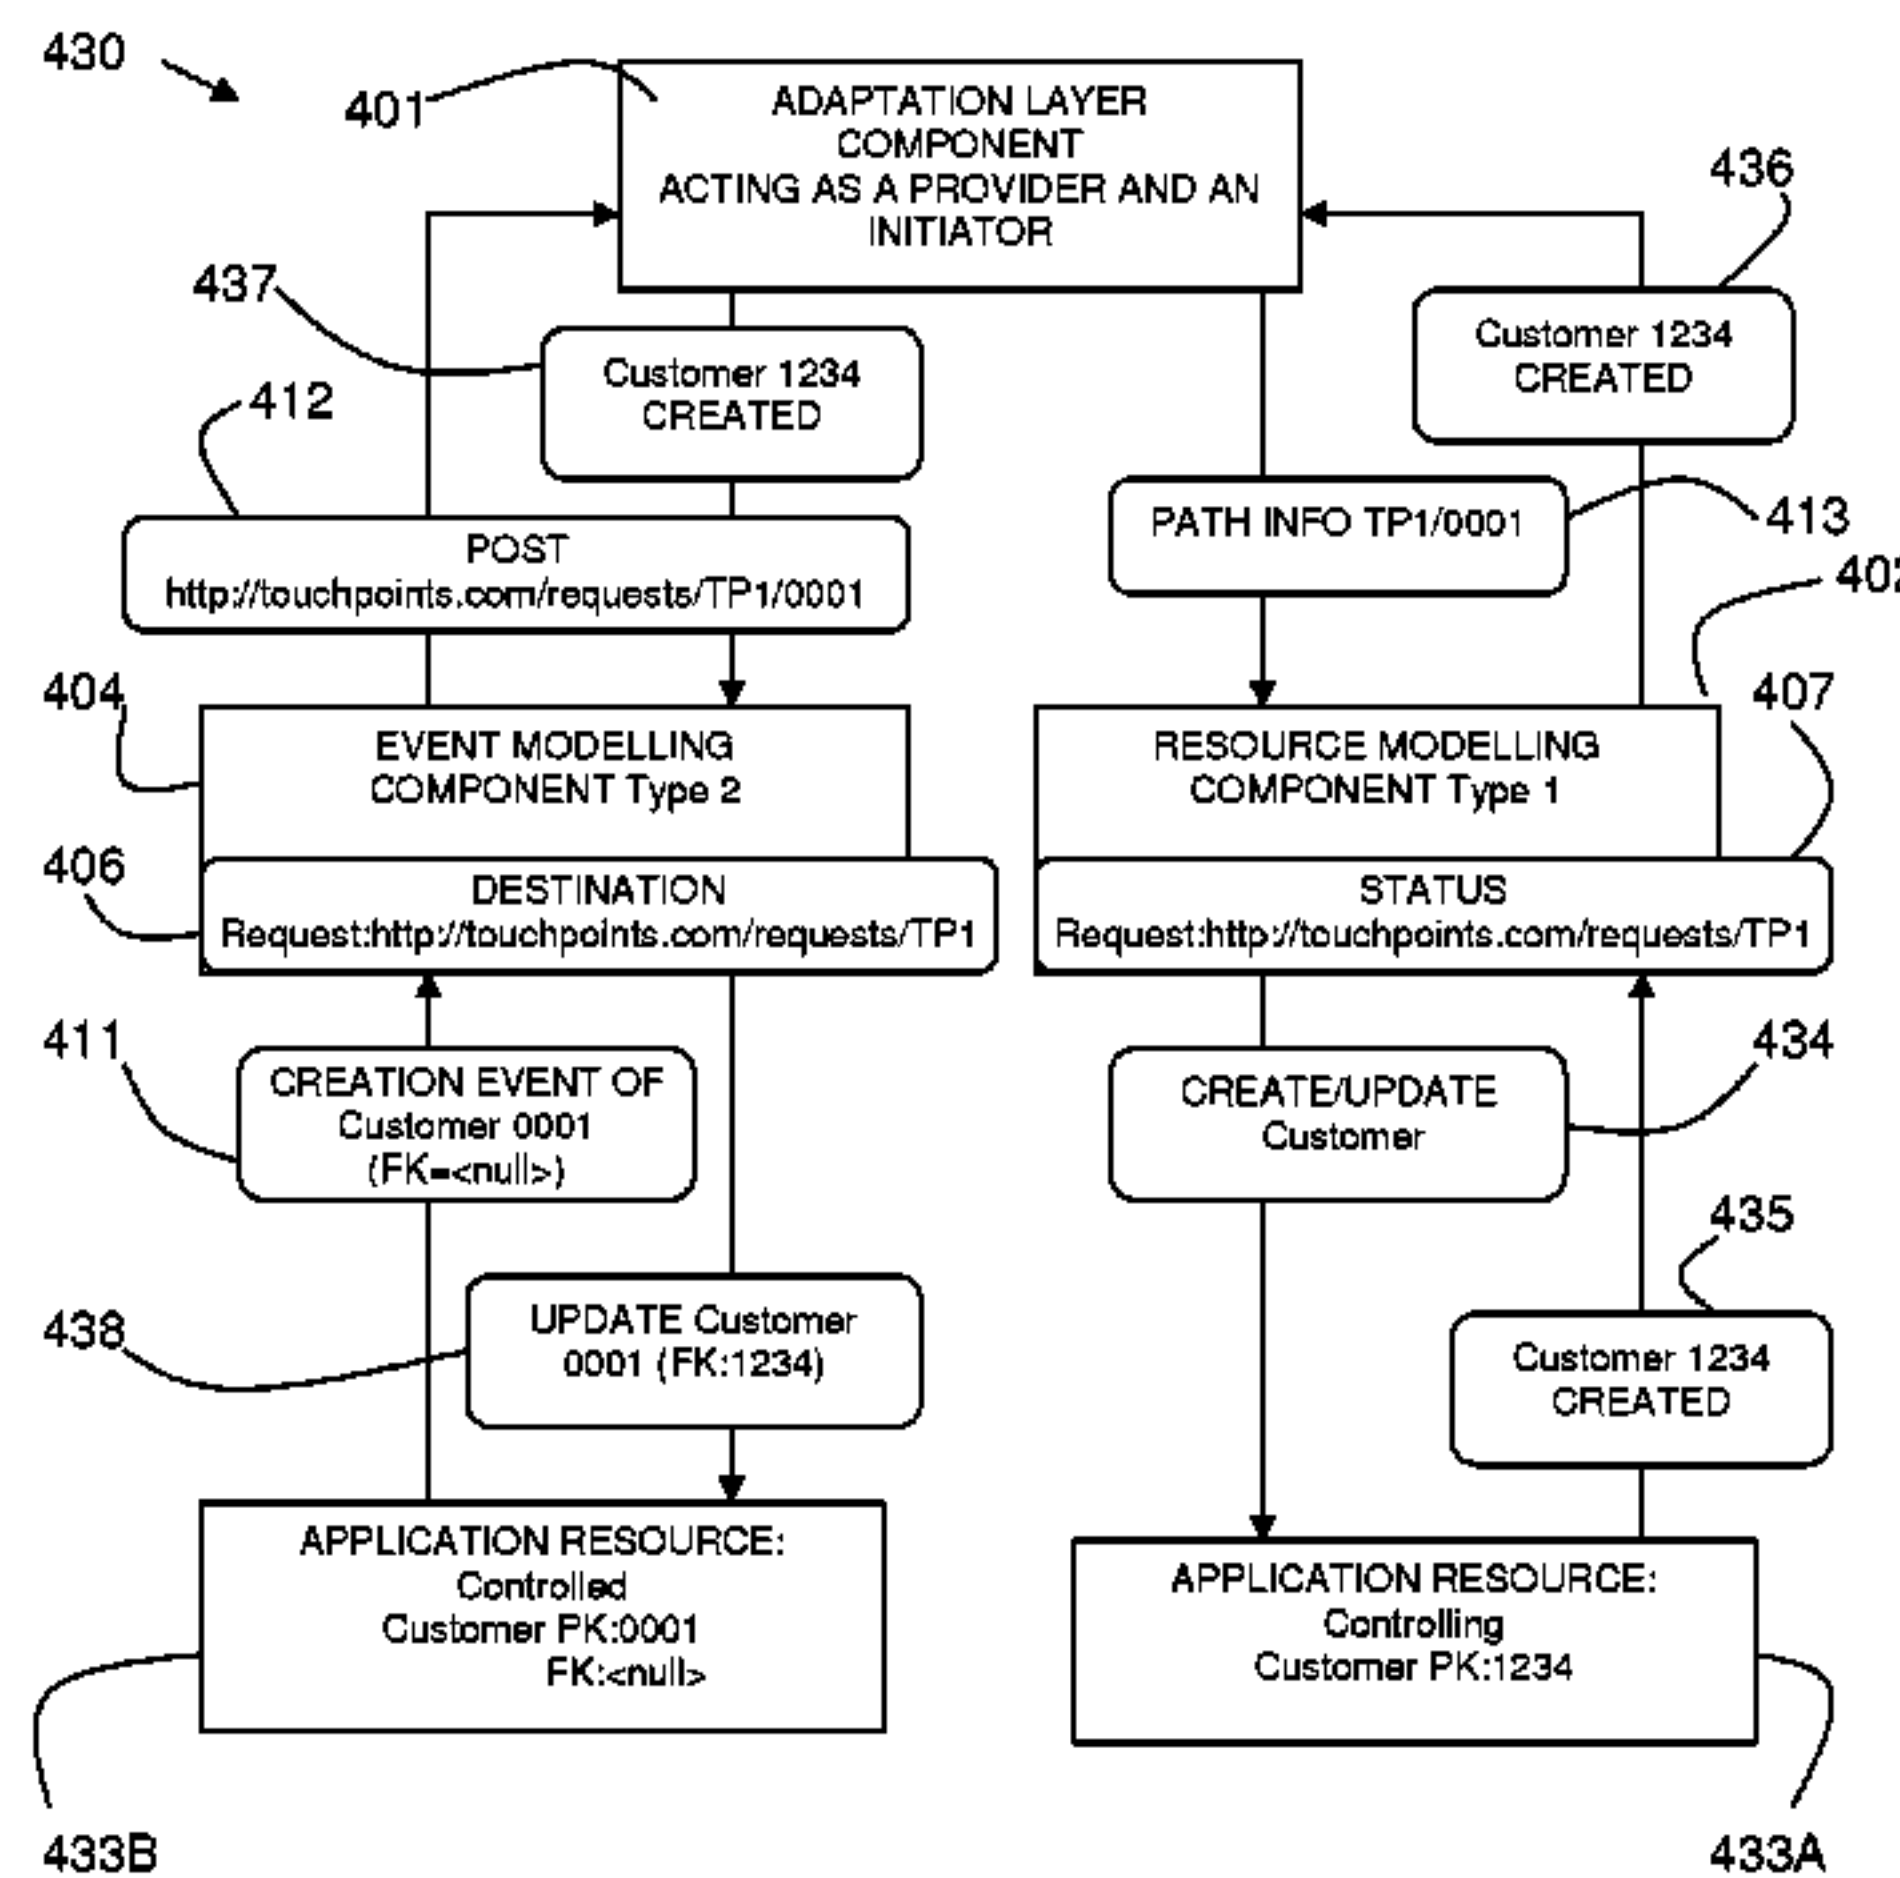 430
401
ADAPTATION LAYER
COMPONENT
ACTING AS A PROVIDER AND AN
INITIATOR
436
437
Customer 1234
CREATED
Customer 1234
CREATED
412
PATH INFO TP1/0001
413
POST
http://touchpoints.com/requests/TP1/0001
402
404
EVENT MODELLING
COMPONENT Type 2
RESOURCE MODELLING
COMPONENT Type 1
407
406
DESTINATION
Request:http://touchpoints.com/requests/TP1
STATUS
Request:http://touchpoints.com/requests/TP1
411
CREATION EVENT OF
Customer 0001
(FK=<null>)
CREATE/UPDATE
Customer
434
435
438
UPDATE Customer
0001 (FK:1234)
Customer 1234
CREATED
APPLICATION RESOURCE:
Controlled
Customer PK:0001
FK:<null>
APPLICATION RESOURCE:
Controlling
Customer PK:1234
433B
433A